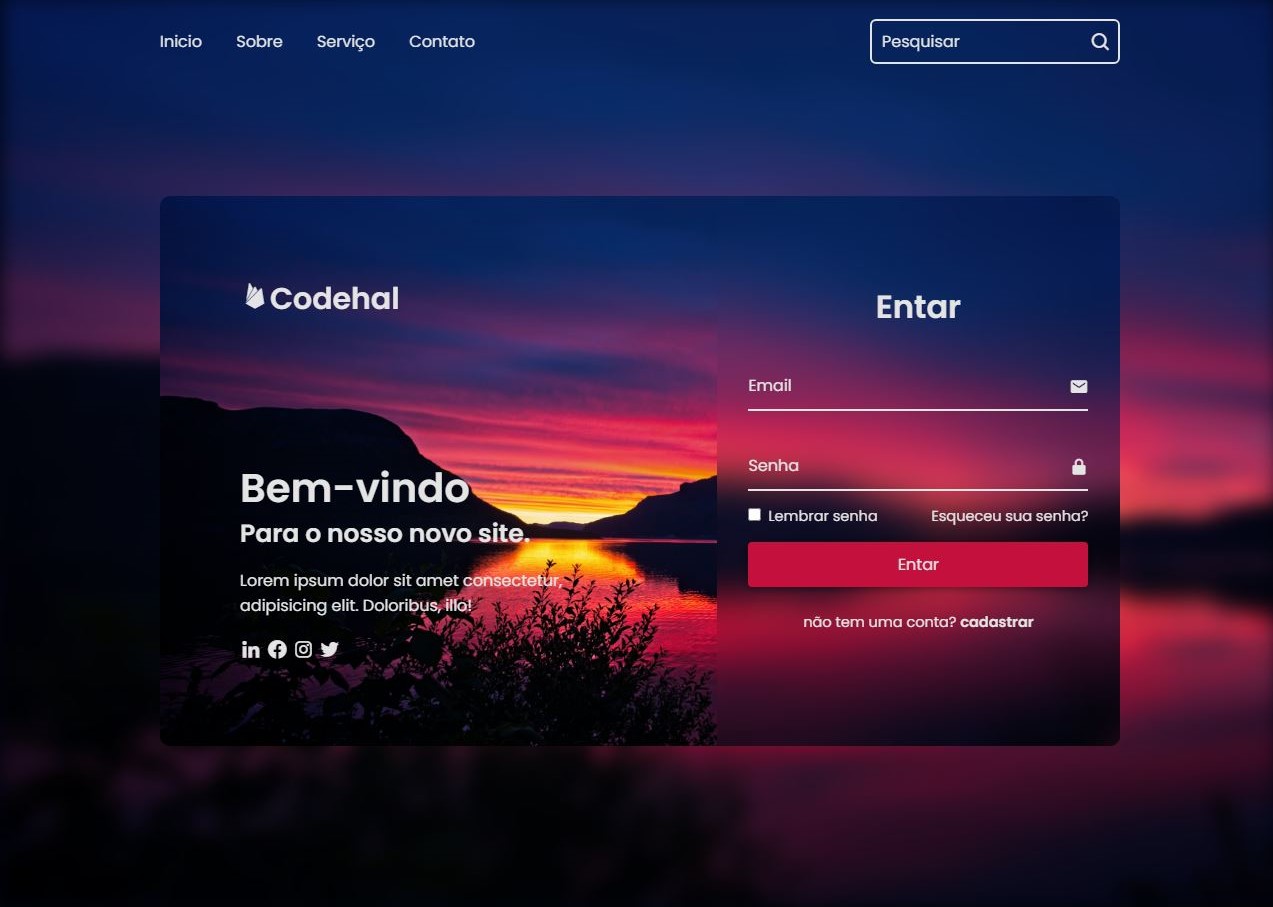 Inicio Sobre Serviço Contato Pesquisar
Codehal
Bem-vindo
Para o nosso novo site.
Lorem ipsum dolor sit amet consectetur,
adipisicing elit. Doloribus, illo!
Entar
Email
Senha
Lembrar senha Esqueceu sua senha?
Entar
não tem uma conta? cadastrar